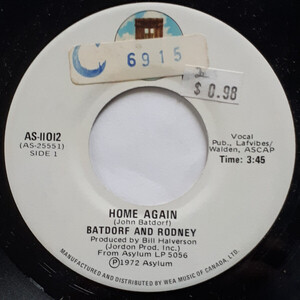 6915
$ 0.98
AS-11012
(AS-25551)
SIDE 1
Vocal
Pub., Lafvibes/
Walden, ASCAP
Time: 3:45
HOME AGAIN
(John Batdorf)
BATDORF AND RODNEY
Produced by Bill Halverson
(Jordon Prod. Inc.)
From Asylum LP 5056
Ⓟ1972 Asylum
MANUFACTURED & DISTRIBUTED BY WEA MUSIC OF CANADA, LTD.